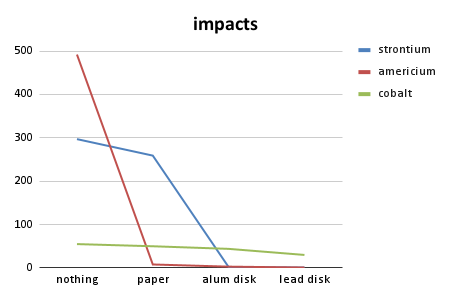 impacts
500
400
300
200
100
0
nothing paper alum disk lead disk
strontium
americium
cobalt